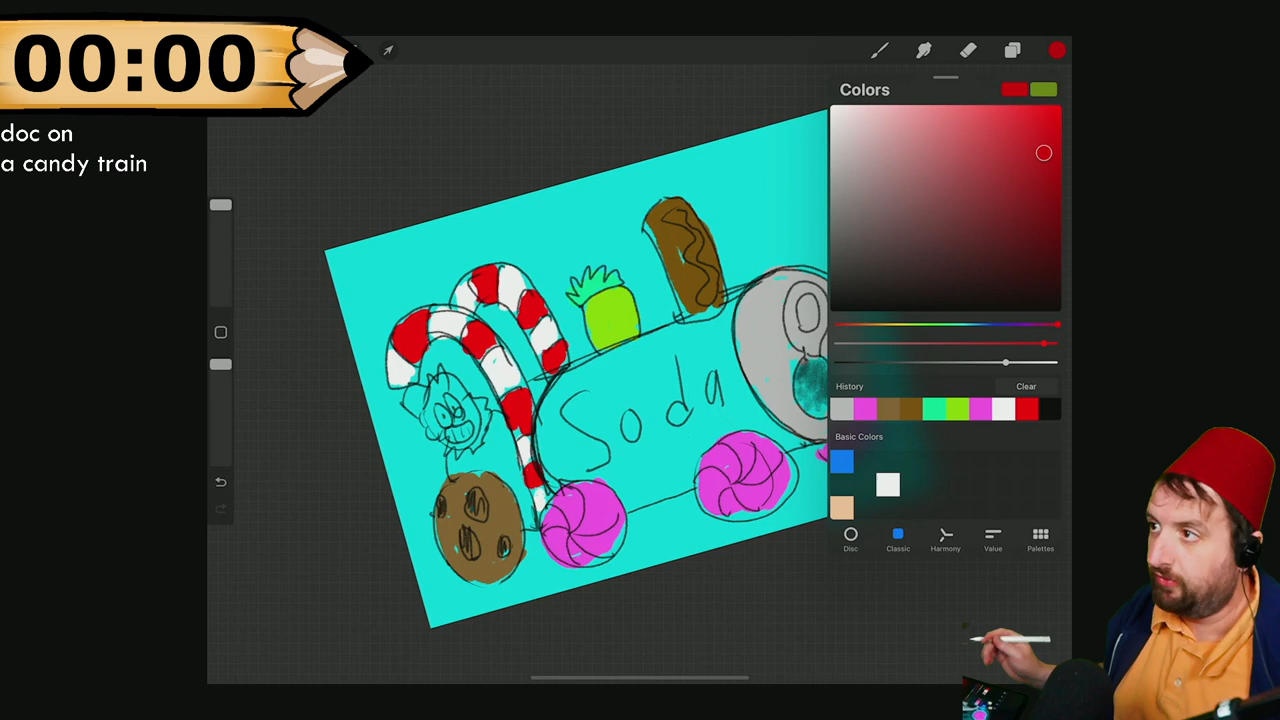 00:00
doc on
a candy train
Colors
History
Clear
Basic Colors
Disc
Classic
Harmony
Value
Palettes
Soda